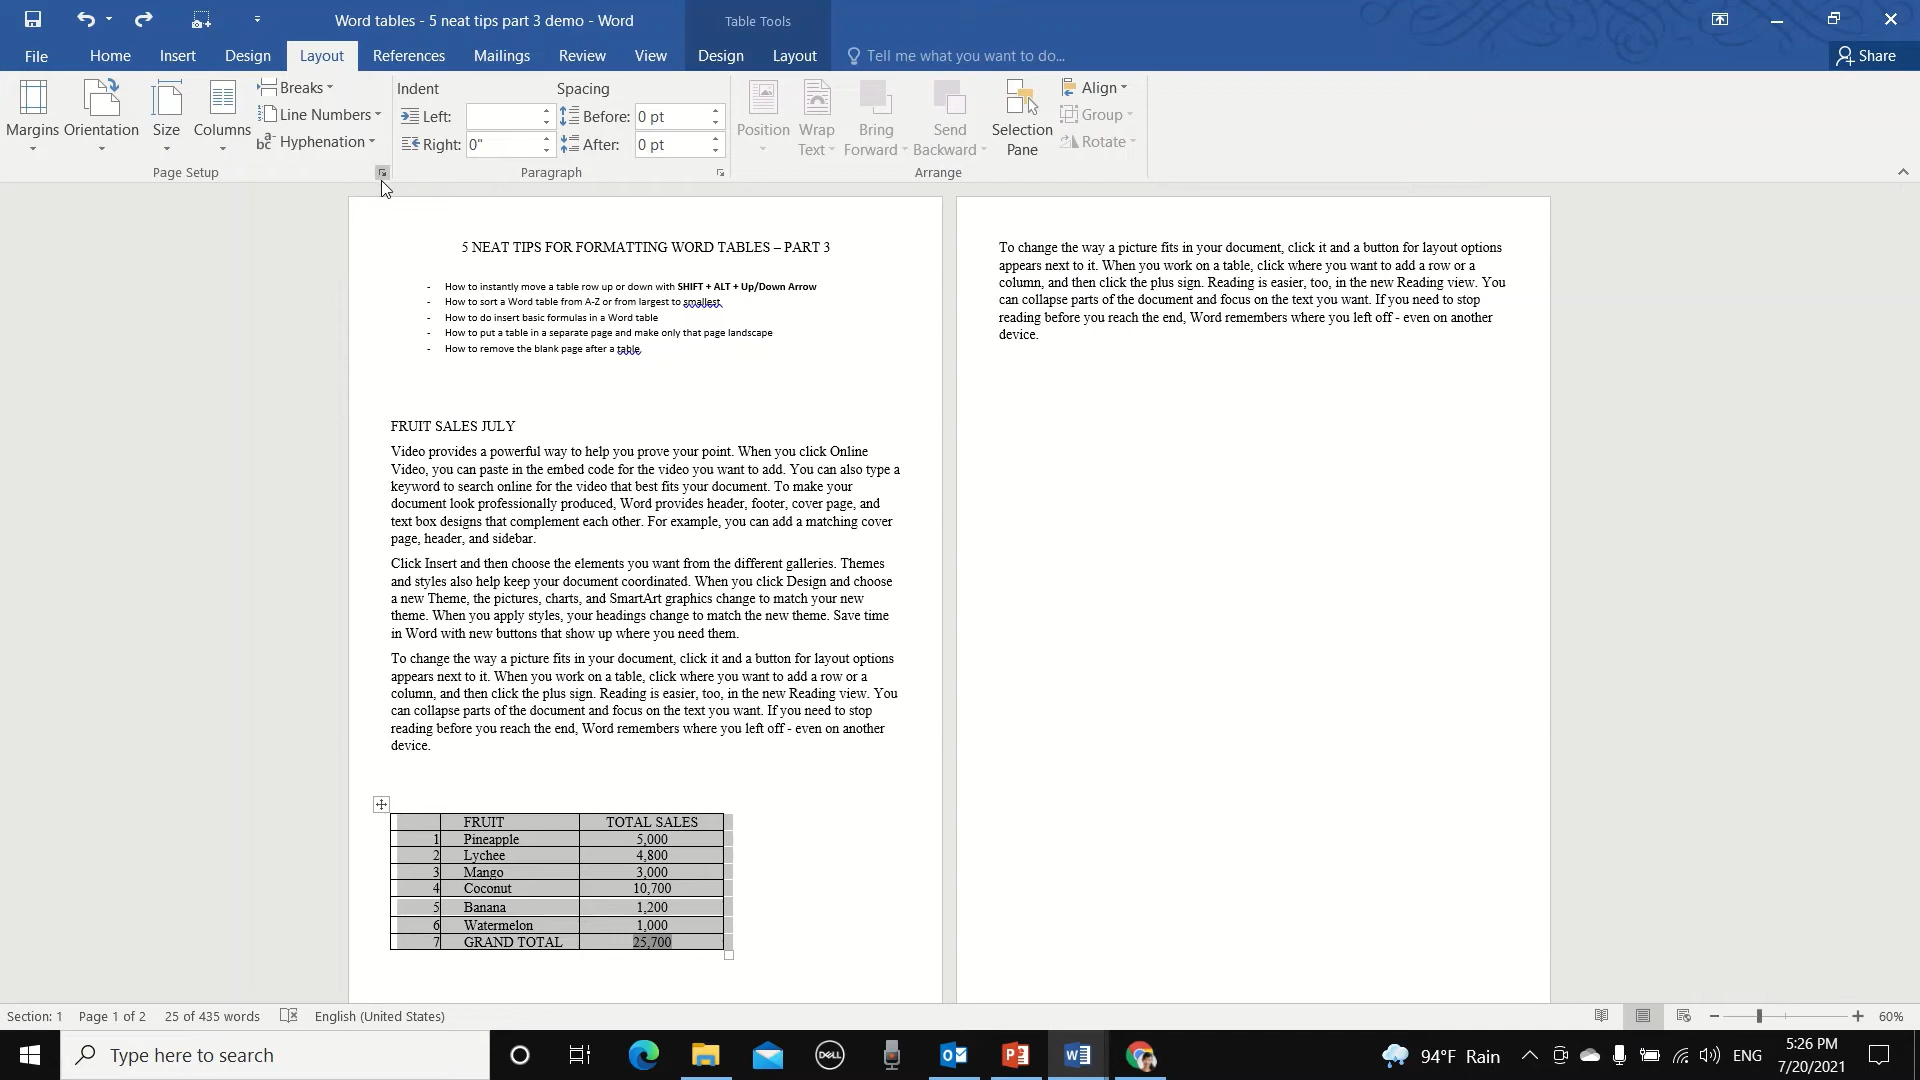 Word tables - 5 neat tips part 3 demo - Word
Table Tools
File Home Insert Design Layout References Mailings Review View Design Layout Tell me what you want to do... Share
Margins
Orientation
Size
Columns
Breaks
Line Numbers
Hyphenation
Page Setup
Indent
Left:
Right: 0"
Spacing
Before: 0 pt
After: 0 pt
Paragraph
Position
Wrap
Text
Bring
Forward
Send
Backward
Selection
Pane
Align
Group
Rotate
Arrange
5 NEAT TIPS FOR FORMATTING WORD TABLES – PART 3
- How to instantly move a table row up or down with SHIFT + ALT + Up/Down Arrow
- How to sort a Word table from A-Z or from largest to smallest
- How to do insert basic formulas in a Word table
- How to put a table in a separate page and make only that page landscape
- How to remove the blank page after a table
FRUIT SALES JULY
Video provides a powerful way to help you prove your point. When you click Online
Video, you can paste in the embed code for the video you want to add. You can also type a
keyword to search online for the video that best fits your document. To make your
document look professionally produced, Word provides header, footer, cover page, and
text box designs that complement each other. For example, you can add a matching cover
page, header, and sidebar.
Click Insert and then choose the elements you want from the different galleries. Themes
and styles also help keep your document coordinated. When you click Design and choose
a new Theme, the pictures, charts, and SmartArt graphics change to match your new
theme. When you apply styles, your headings change to match the new theme. Save time
in Word with new buttons that show up where you need them.
To change the way a picture fits in your document, click it and a button for layout options
appears next to it. When you work on a table, click where you want to add a row or a
column, and then click the plus sign. Reading is easier, too, in the new Reading view. You
can collapse parts of the document and focus on the text you want. If you need to stop
reading before you reach the end, Word remembers where you left off - even on another
device.
FRUIT TOTAL SALES
1 Pineapple 5,000
2 Lychee 4,800
3 Mango 3,000
4 Coconut 10,700
5 Banana 1,200
6 Watermelon 1,000
7 GRAND TOTAL 25,700
To change the way a picture fits in your document, click it and a button for layout options
appears next to it. When you work on a table, click where you want to add a row or a
column, and then click the plus sign. Reading is easier, too, in the new Reading view. You
can collapse parts of the document and focus on the text you want. If you need to stop
reading before you reach the end, Word remembers where you left off - even on another
device.
Section: 1 Page 1 of 2 25 of 435 words English (United States) 60%
Type here to search
DELL
94°F Rain
ENG
5:26 PM
7/20/2021